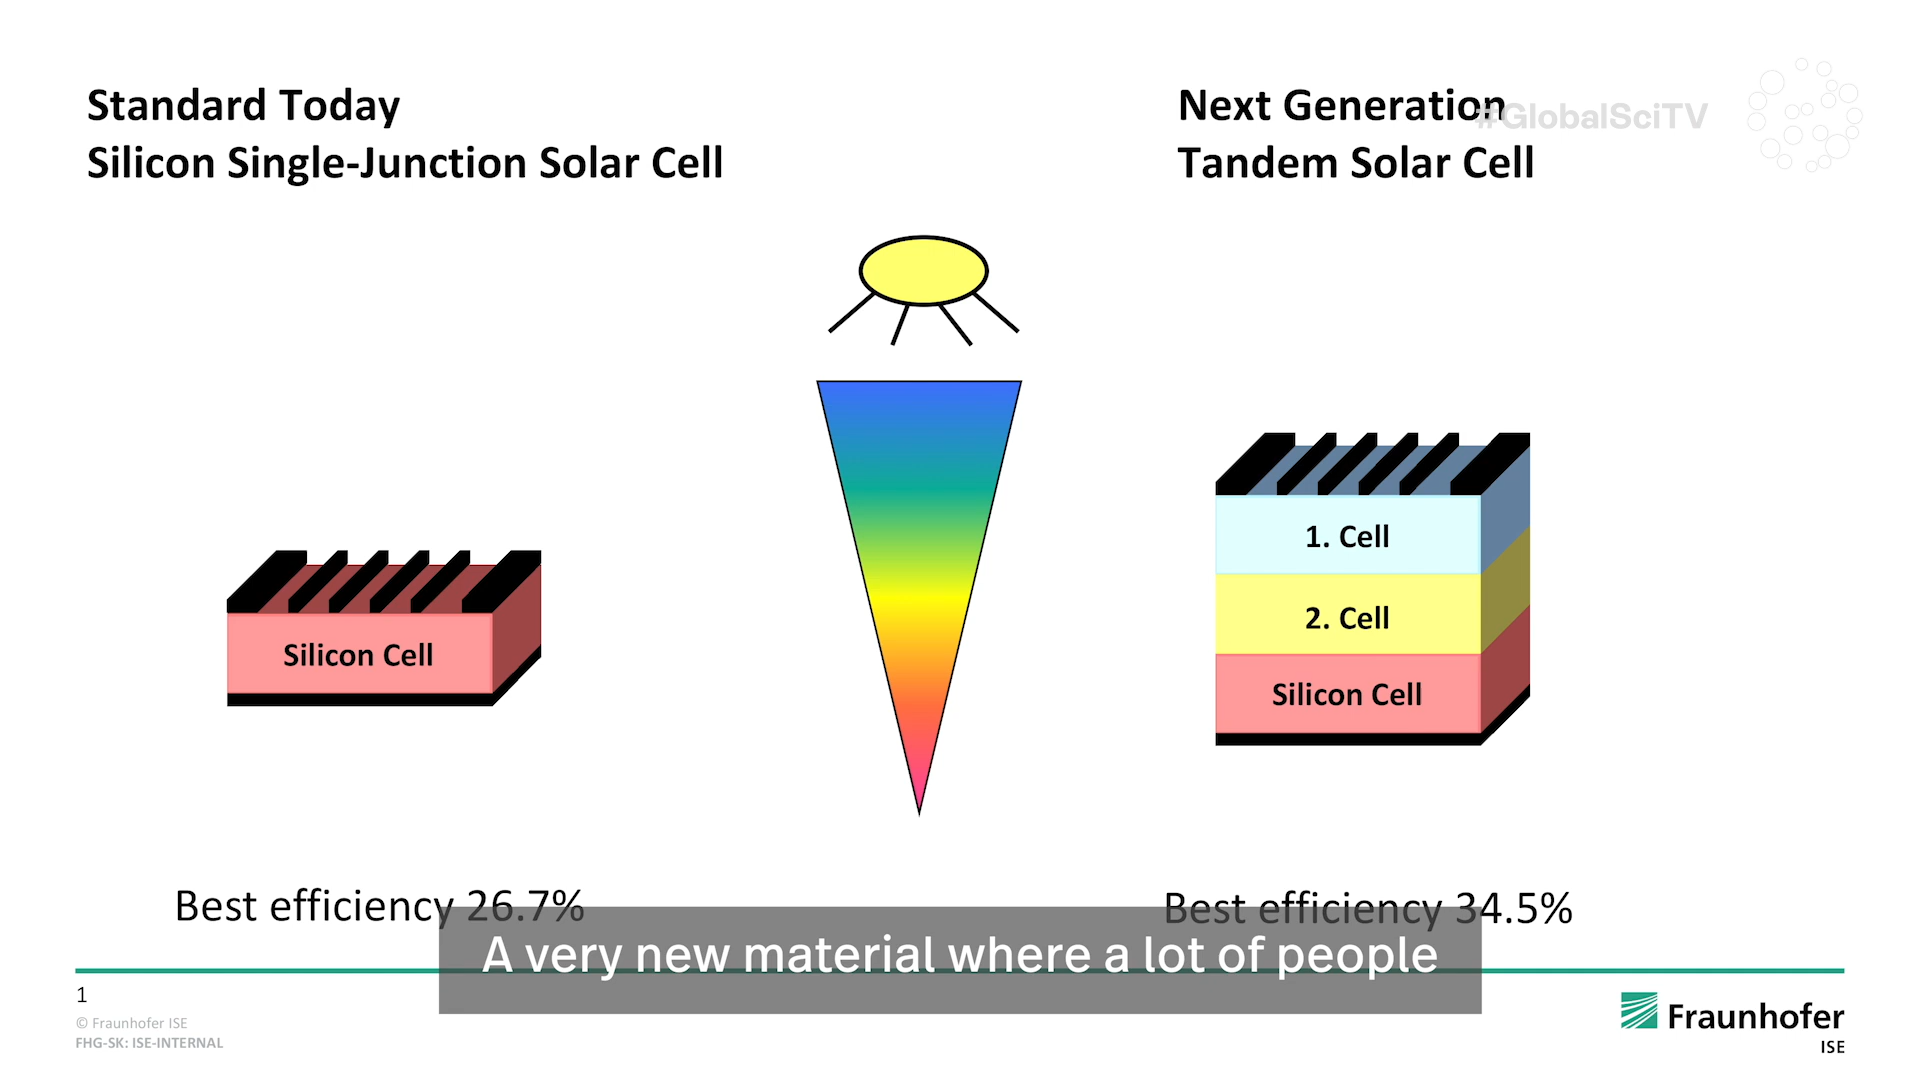 Standard Today
Silicon Single-Junction Solar Cell
Next Generation
Tandem Solar Cell
#GlobalSciTV
1. Cell
2. Cell
Silicon Cell
Silicon Cell
Best efficiency 26.7%
Best efficiency 34.5%
A very new material where a lot of people
1
© Fraunhofer ISE
FHG-SK: ISE-INTERNAL
Fraunhofer
ISE